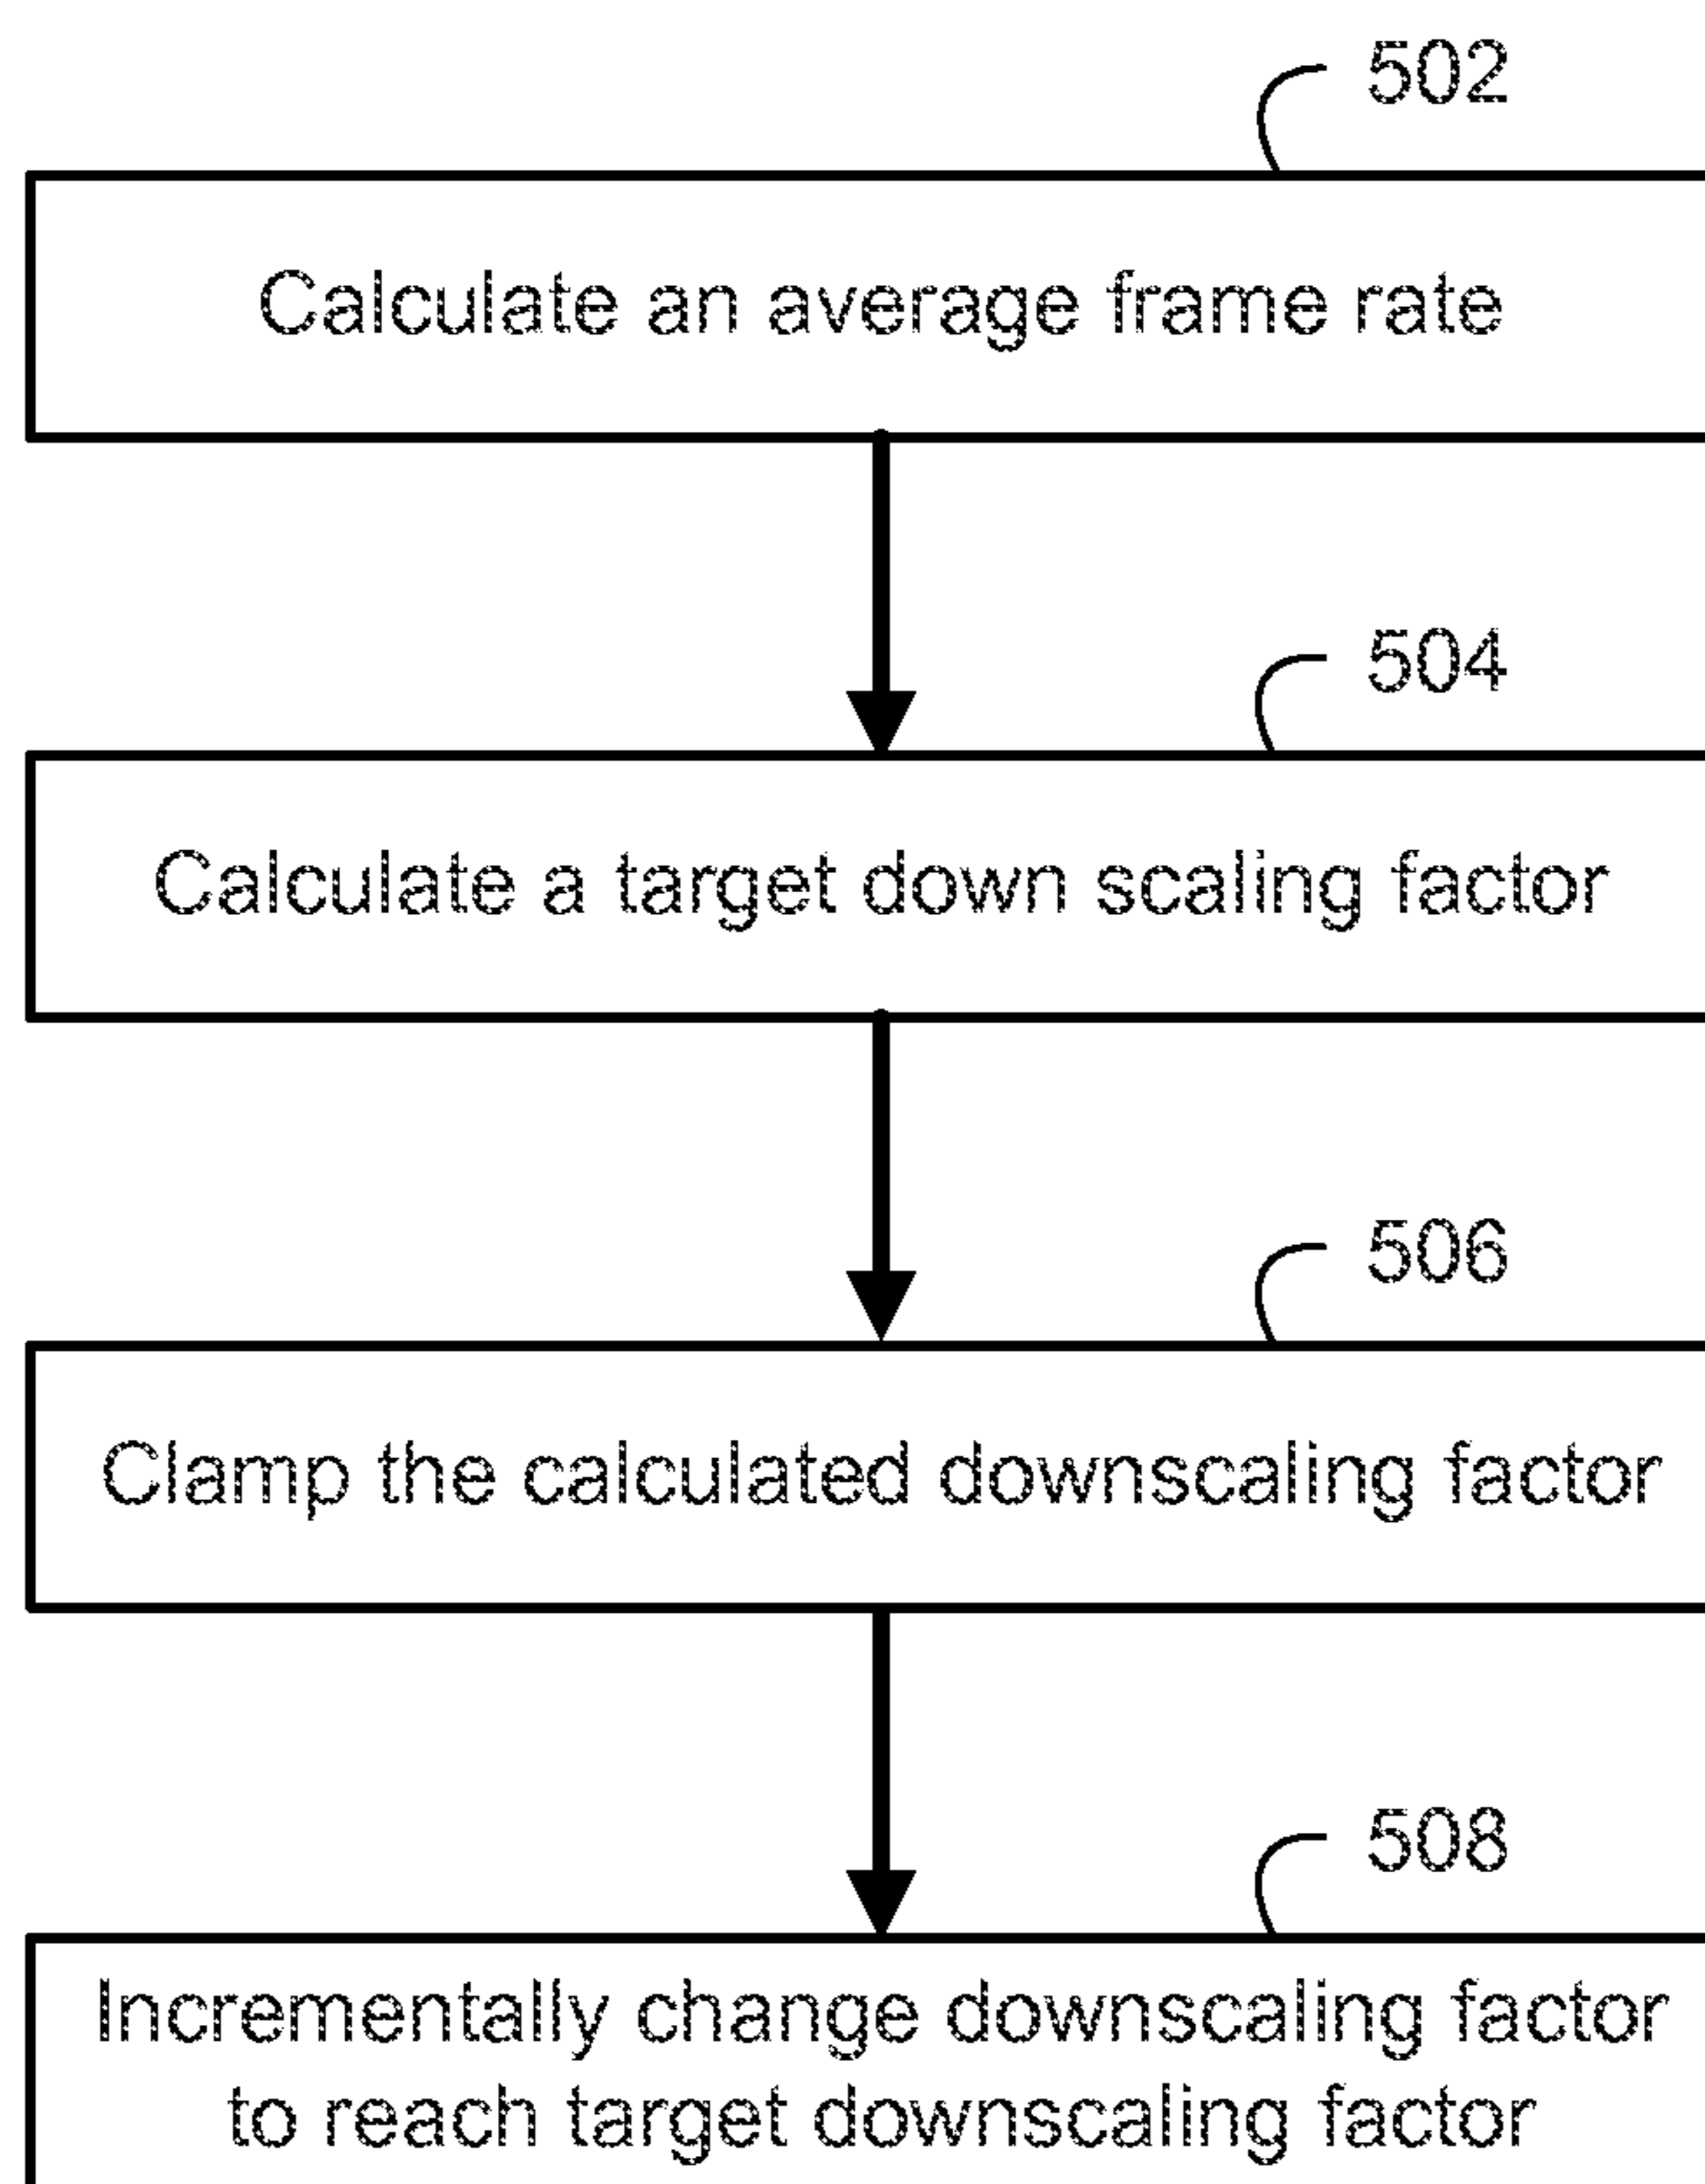 502
Calculate an average frame rate
504
Calculate a target down scaling factor
506
Clamp the calculated downscaling factor
508
Incrementally change downscaling factor
to reach target downscaling factor